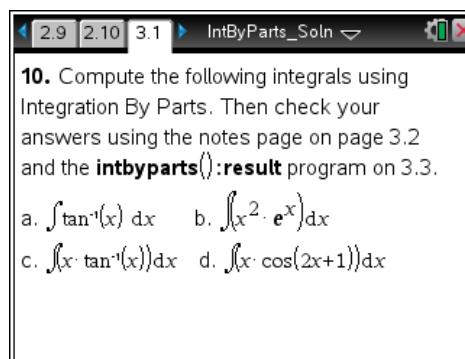 2.9 2.10 3.1 IntByParts_Soln
10. Compute the following integrals using
Integration By Parts. Then check your
answers using the notes page on page 3.2
and the intbyparts():result program on 3.3.
a. ∫tan⁻¹(x) dx b. ∫(x²· eˣ)dx
c. ∫(x· tan⁻¹(x))dx d. ∫(x· cos(2x+1))dx